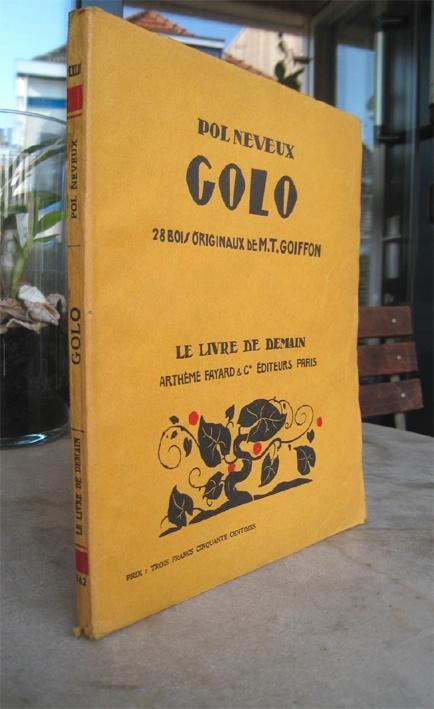 POL NEVEUX
GOLO
28 BOIS ORIGINAUX DE M.T. GOIFFON
LE LIVRE DE DEMAIN
ARTHÈME FAYARD & Cie ÉDITEURS PARIS
PRIX : TROIS FRANCS CINQUANTE CENTIMES
POL NEVEUX
GOLO
LE LIVRE DE DEMAIN